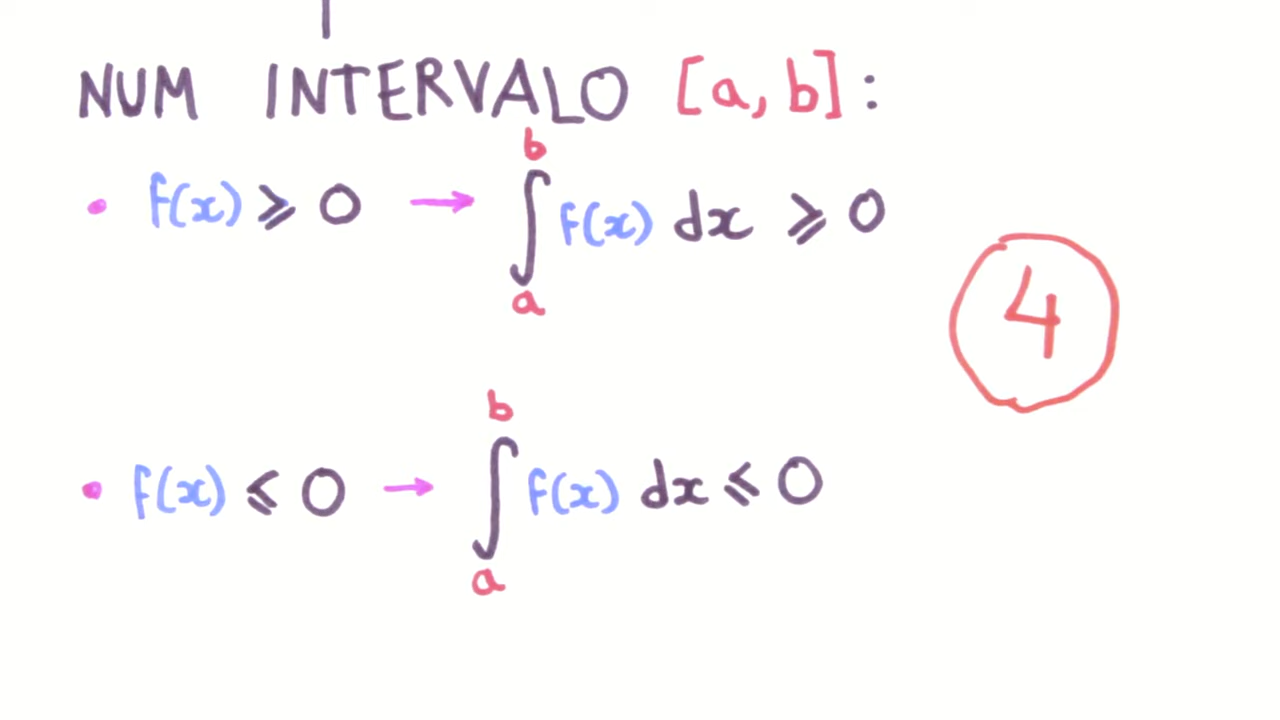 NUM INTERVALO [a, b]:
• f(x) ≥ 0 → ∫ₐᵇ f(x) dx ≥ 0
4
• f(x) ≤ 0 → ∫ₐᵇ f(x) dx ≤ 0